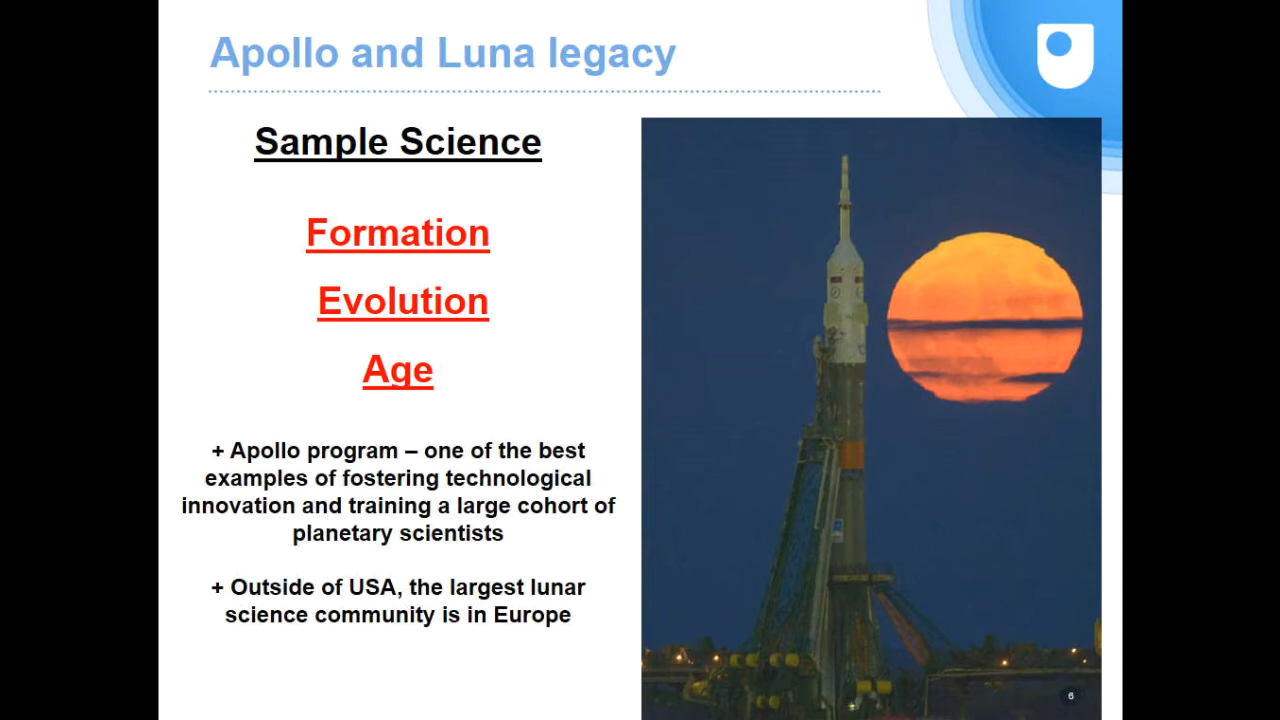 Apollo and Luna legacy
Sample Science
Formation
Evolution
Age
+ Apollo program – one of the best
examples of fostering technological
innovation and training a large cohort of
planetary scientists
+ Outside of USA, the largest lunar
science community is in Europe
6